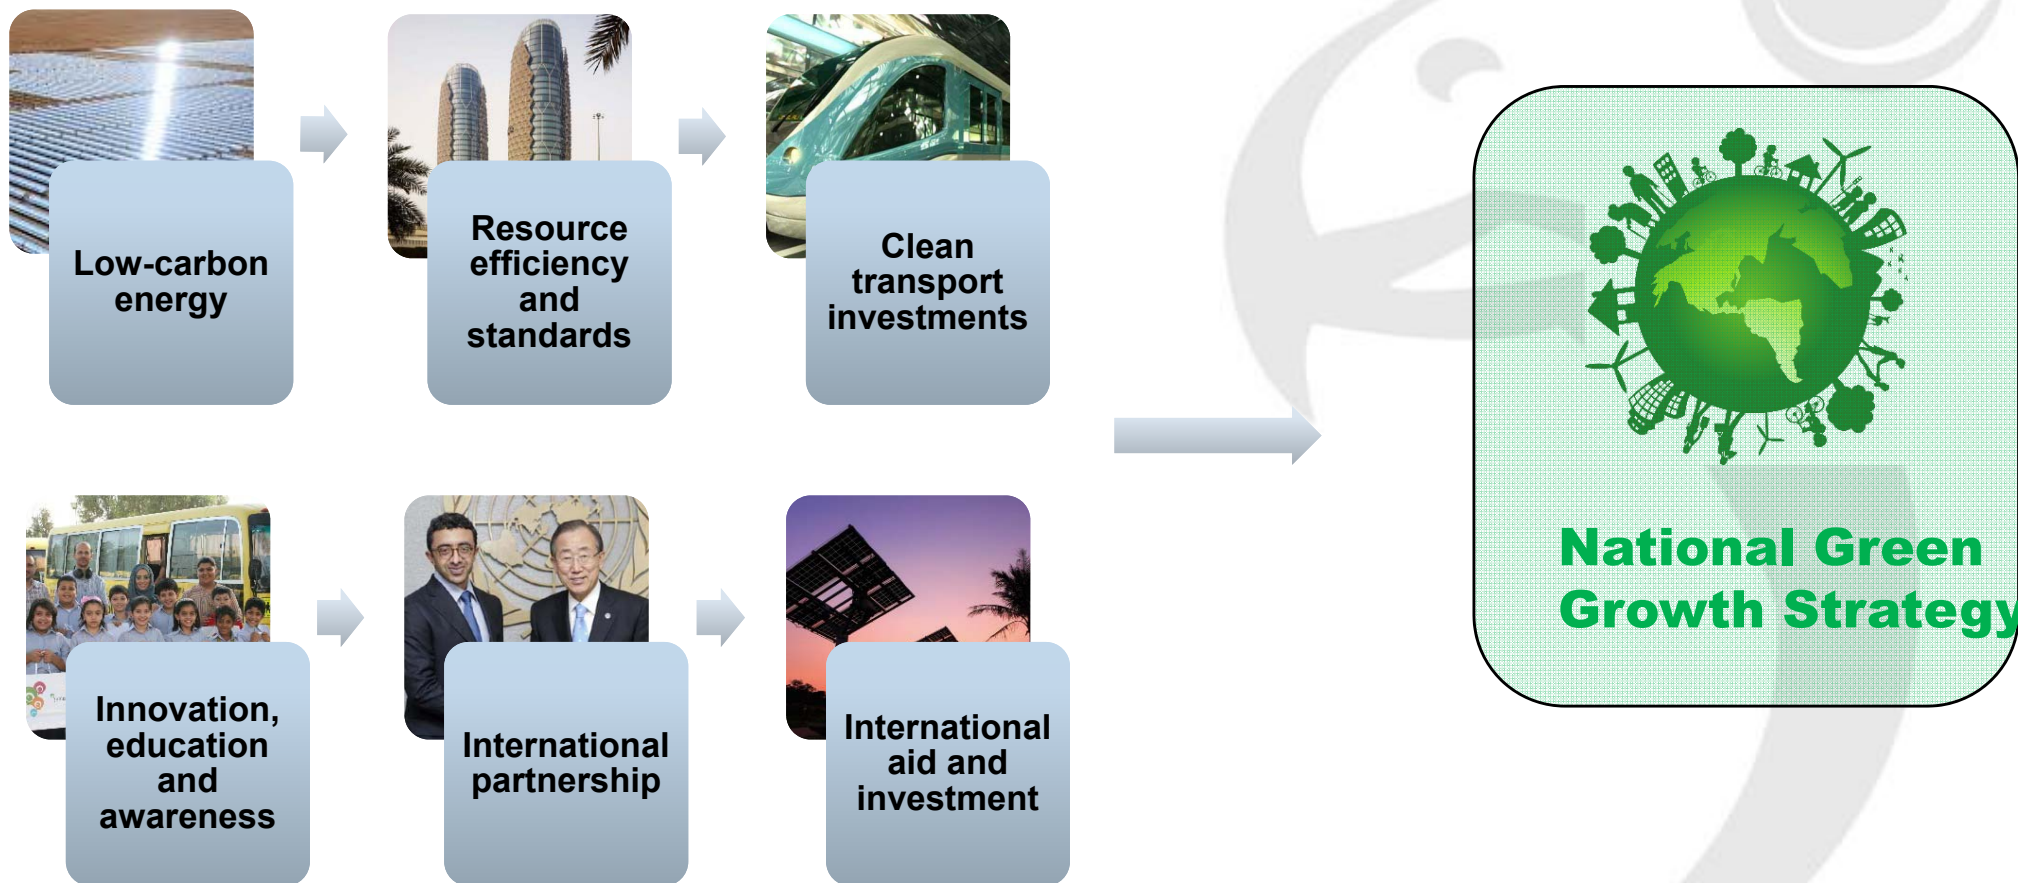 Low-carbon
energy
Resource
efficiency
and
standards
Clean
transport
investments
Innovation,
education
and
awareness
International
partnership
International
aid and
investment
National Green
Growth Strategy